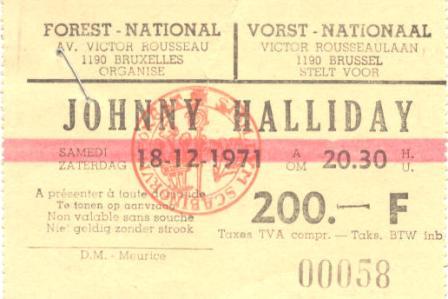 FOREST - NATIONAL
AV. VICTOR ROUSSEAU
1190 BRUXELLES
ORGANISE
VORST - NATIONAAL
VICTOR ROUSSEAULAAN
1190 BRUSSEL
STELT VOOR
JOHNNY HALLIDAY
SAMEDI
ZATERDAG 18-12-1971 A OM 20.30 H. U.
A présenter à toute demande
Te tonen op aanvraag
Non valable sans souche
Niet geldig zonder strook
200.— F
Taxes TVA compr. — Taks. BTW inb
D.M. - Meurice
00058